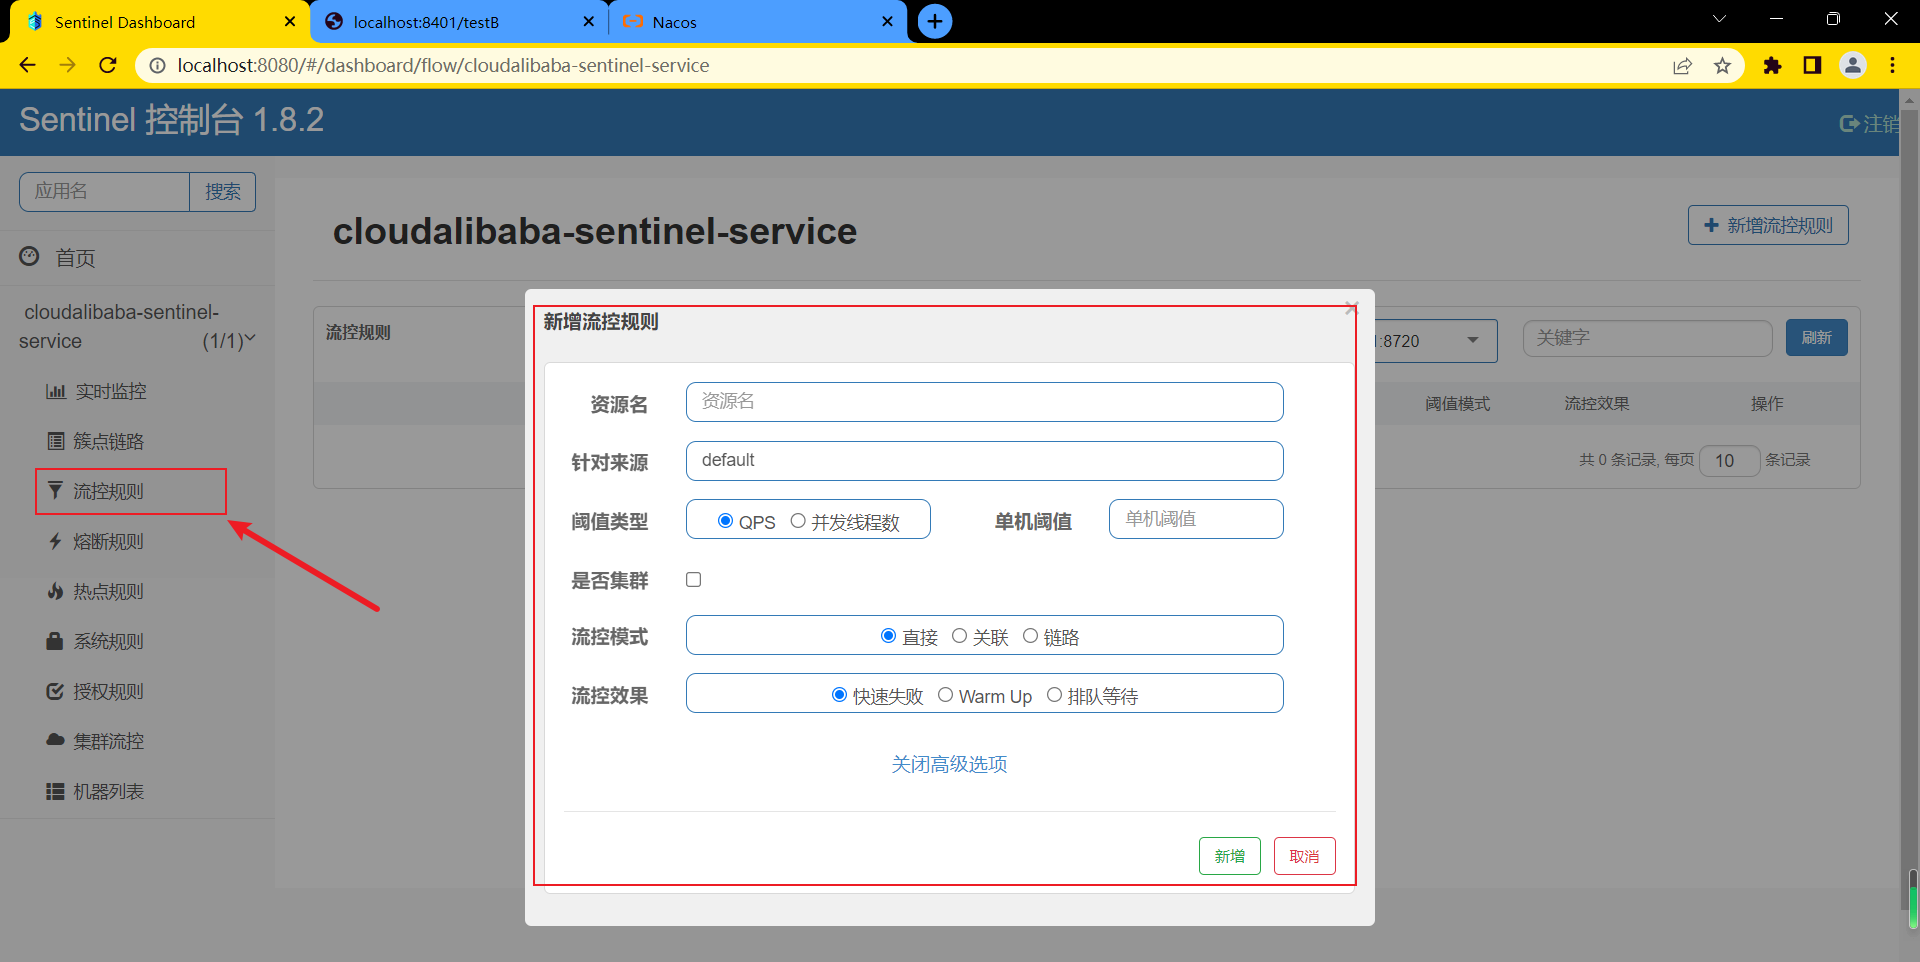 Sentinel Dashboard
localhost:8401/testB
Nacos
localhost:8080/#/dashboard/flow/cloudalibaba-sentinel-service
Sentinel 控制台 1.8.2
注销
应用名
搜索
首页
cloudalibaba-sentinel-
service
(1/1)
实时监控
簇点链路
流控规则
熔断规则
热点规则
系统规则
授权规则
集群流控
机器列表
cloudalibaba-sentinel-service
新增流控规则
流控规则
:8720
关键字
刷新
阈值模式 流控效果 操作
共 0 条记录, 每页 10 条记录
新增流控规则
资源名 资源名
针对来源 default
阈值类型 QPS 并发线程数 单机阈值 单机阈值
是否集群
流控模式 直接 关联 链路
流控效果 快速失败 Warm Up 排队等待
关闭高级选项
新增 取消